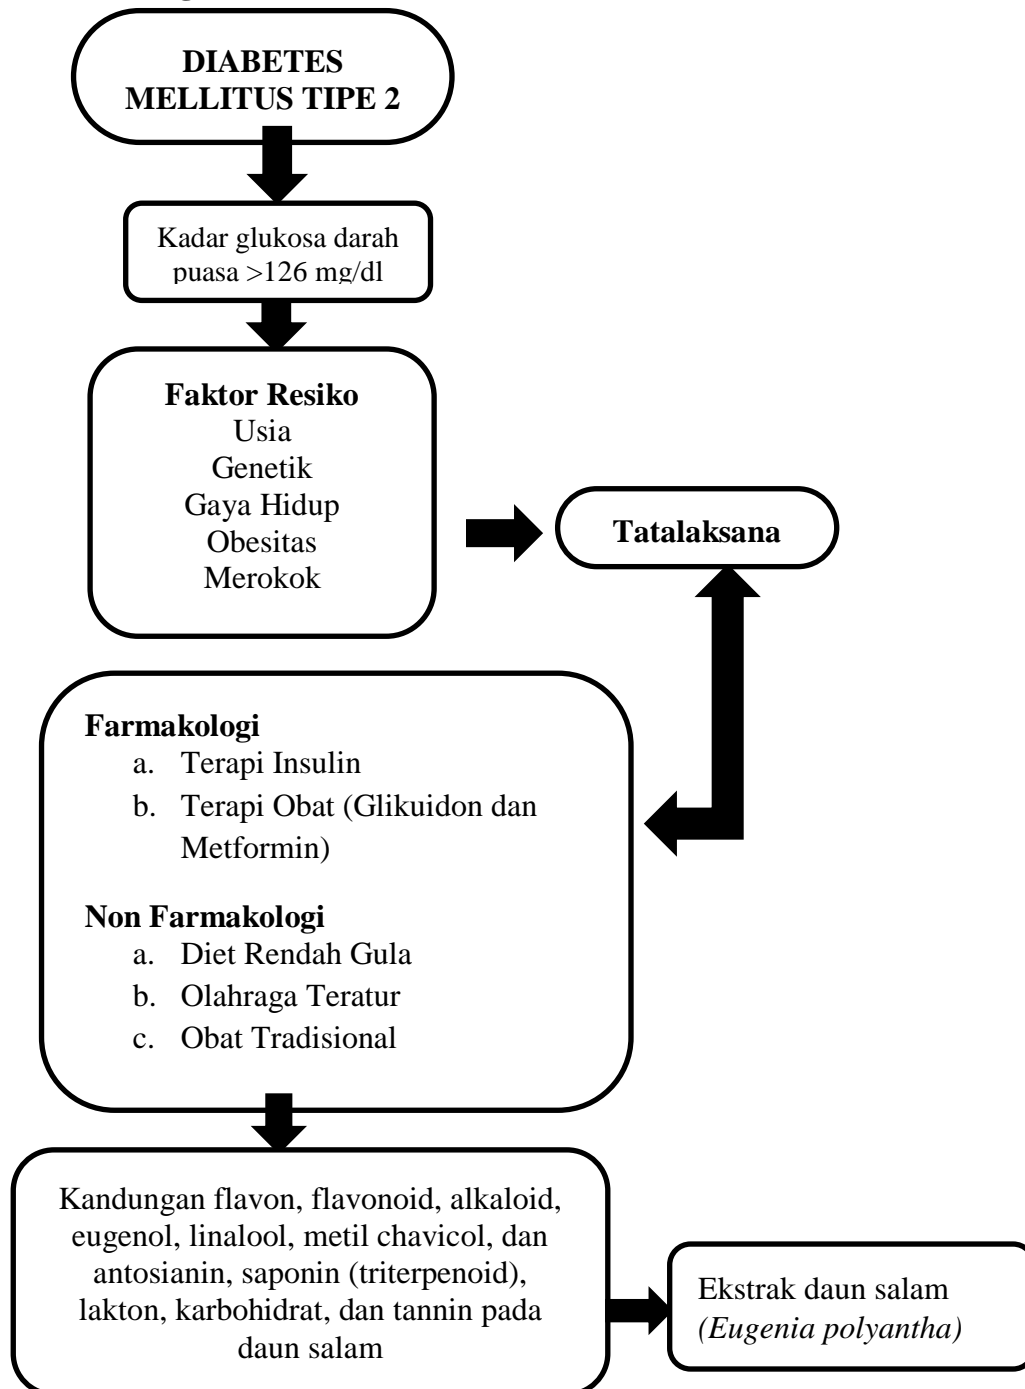 DIABETES
MELLITUS TIPE 2
Kadar glukosa darah
puasa >126 mg/dl
Faktor Resiko
Usia
Genetik
Gaya Hidup
Obesitas
Merokok
Tatalaksana
Farmakologi
a. Terapi Insulin
b. Terapi Obat (Glikuidon dan
Metformin)
Non Farmakologi
a. Diet Rendah Gula
b. Olahraga Teratur
c. Obat Tradisional
Kandungan flavon, flavonoid, alkaloid,
eugenol, linalool, metil chavicol, dan
antosianin, saponin (triterpenoid),
lakton, karbohidrat, dan tannin pada
daun salam
Ekstrak daun salam
(Eugenia polyantha)